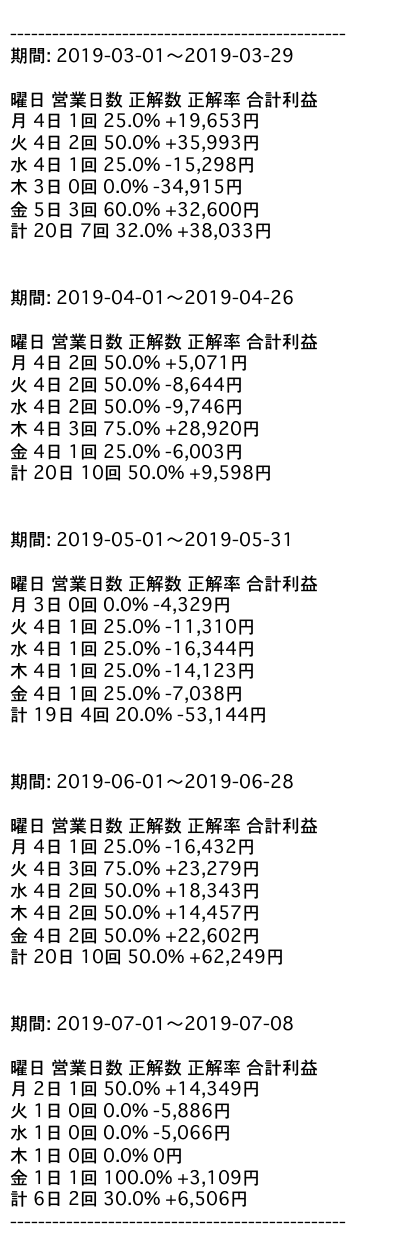 ------------------------------------------------
期間: 2019-03-01～2019-03-29
曜日 営業日数 正解数 正解率 合計利益
月 4日 1回 25.0% +19,653円
火 4日 2回 50.0% +35,993円
水 4日 1回 25.0% -15,298円
木 3日 0回 0.0% -34,915円
金 5日 3回 60.0% +32,600円
計 20日 7回 32.0% +38,033円
期間: 2019-04-01～2019-04-26
曜日 営業日数 正解数 正解率 合計利益
月 4日 2回 50.0% +5,071円
火 4日 2回 50.0% -8,644円
水 4日 2回 50.0% -9,746円
木 4日 3回 75.0% +28,920円
金 4日 1回 25.0% -6,003円
計 20日 10回 50.0% +9,598円
期間: 2019-05-01～2019-05-31
曜日 営業日数 正解数 正解率 合計利益
月 3日 0回 0.0% -4,329円
火 4日 1回 25.0% -11,310円
水 4日 1回 25.0% -16,344円
木 4日 1回 25.0% -14,123円
金 4日 1回 25.0% -7,038円
計 19日 4回 20.0% -53,144円
期間: 2019-06-01～2019-06-28
曜日 営業日数 正解数 正解率 合計利益
月 4日 1回 25.0% -16,432円
火 4日 3回 75.0% +23,279円
水 4日 2回 50.0% +18,343円
木 4日 2回 50.0% +14,457円
金 4日 2回 50.0% +22,602円
計 20日 10回 50.0% +62,249円
期間: 2019-07-01～2019-07-08
曜日 営業日数 正解数 正解率 合計利益
月 2日 1回 50.0% +14,349円
火 1日 0回 0.0% -5,886円
水 1日 0回 0.0% -5,066円
木 1日 0回 0.0% 0円
金 1日 1回 100.0% +3,109円
計 6日 2回 30.0% +6,506円
------------------------------------------------